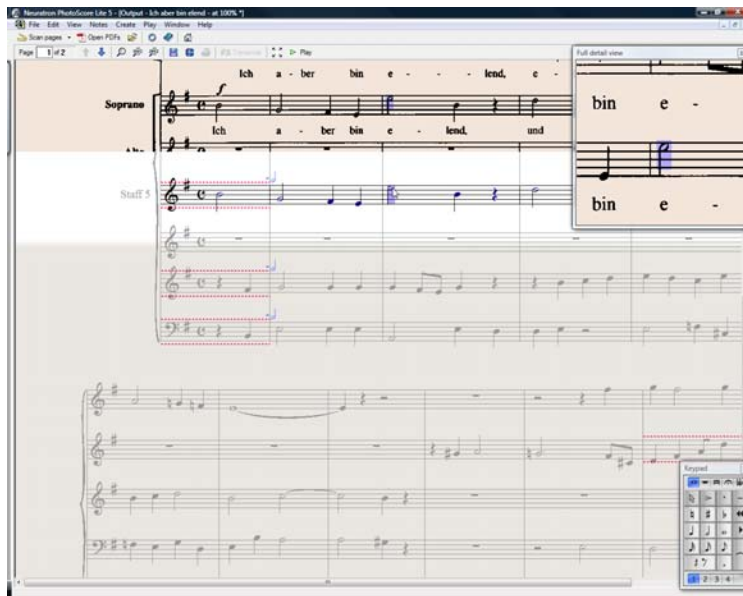 Neuratron PhotoScore Lite 5 - [Output - Ich aber bin elend - at 100% *]
File Edit View Notes Create Play Window Help
Scan pages Open PDFs
Page 1 of 2 Play
Full detail view
Ich a - ber bin e - lend, e -
Soprano f
Ich a - ber bin e - lend, und
Alto
bin e -
bin e -
Staff 5
Keypad
1 2 3 4